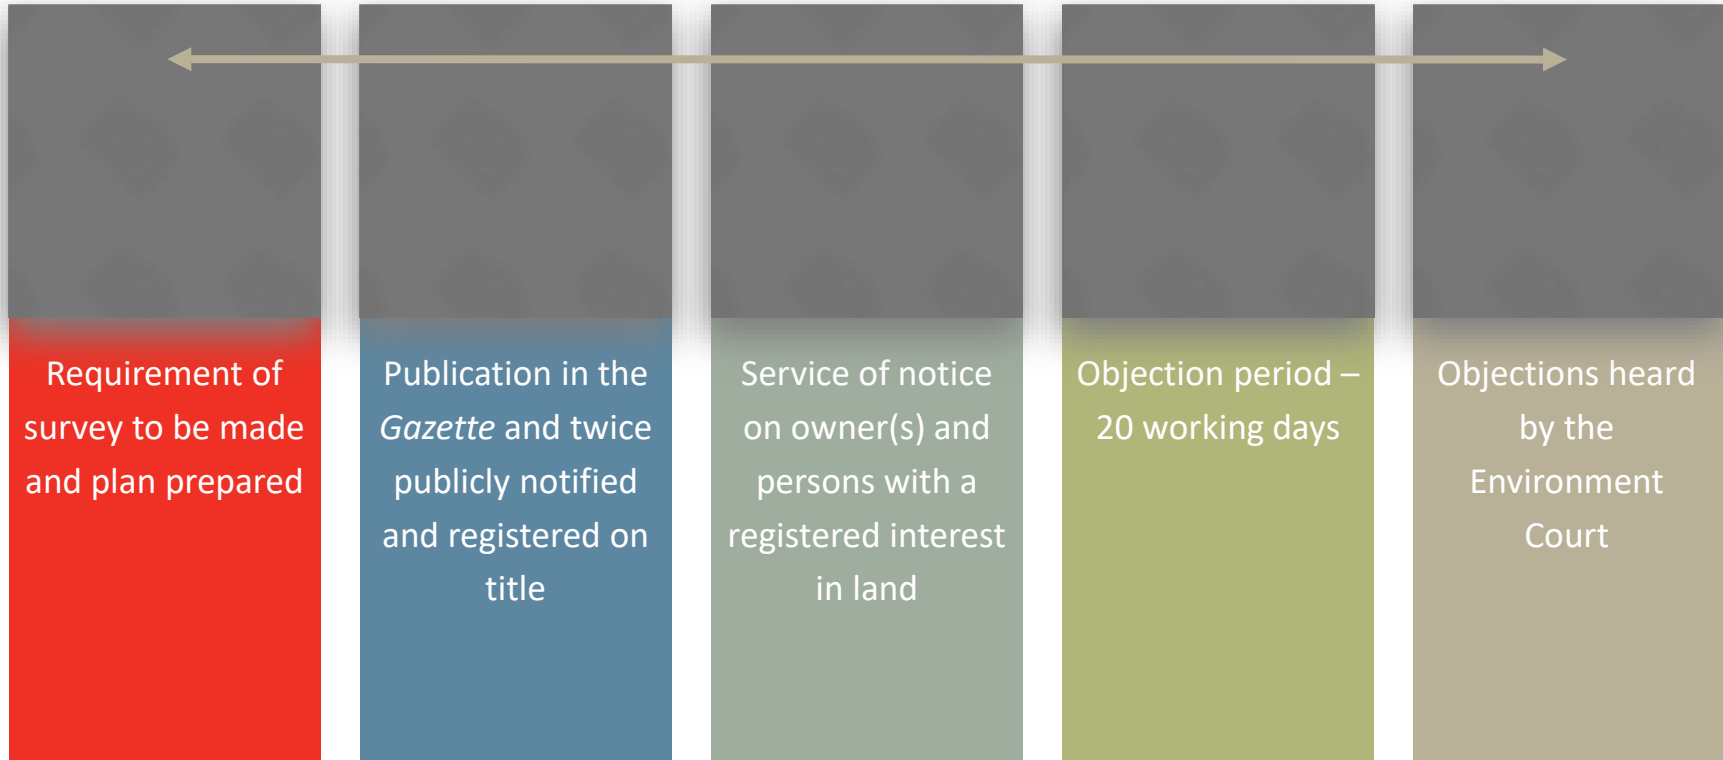 Requirement of
survey to be made
and plan prepared
Publication in the
Gazette and twice
publicly notified
and registered on
title
Service of notice
on owner(s) and
persons with a
registered interest
in land
Objection period –
20 working days
Objections heard
by the
Environment
Court